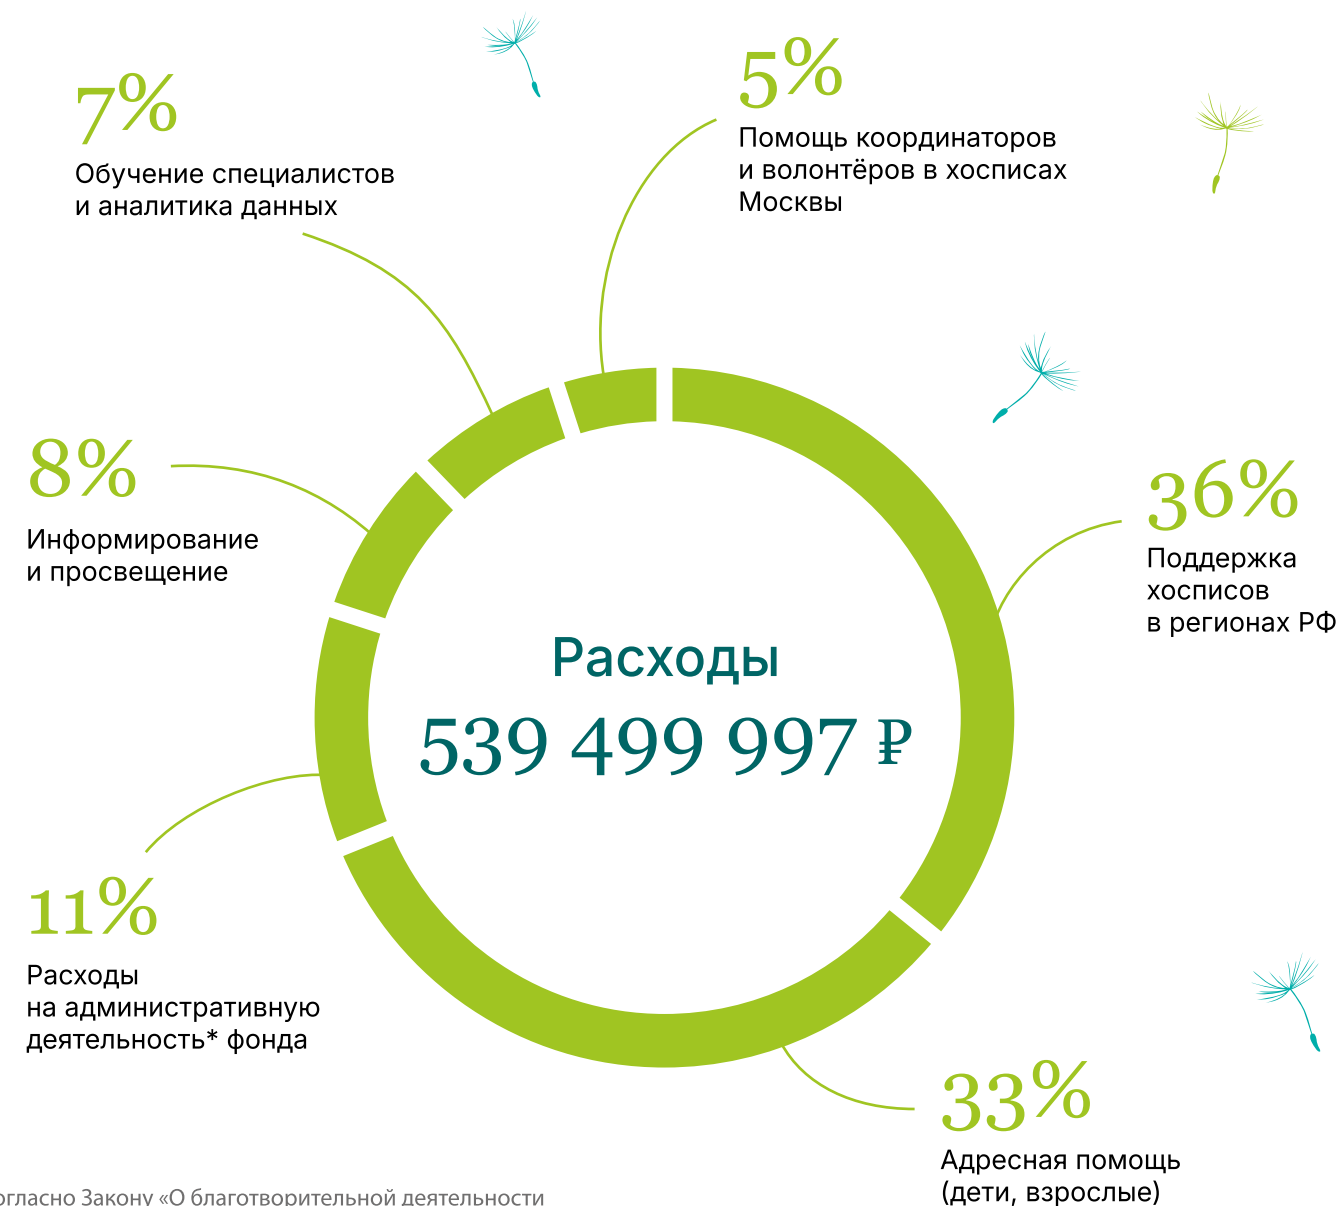 7%
Обучение специалистов
и аналитика данных
5%
Помощь координаторов
и волонтёров в хосписах
Москвы
8%
Информирование
и просвещение
36%
Поддержка
хосписов
в регионах РФ
Расходы
539 499 997 ₽
11%
Расходы
на административную
деятельность* фонда
33%
Адресная помощь
(дети, взрослые)
Закону «О благотворительной деятельности